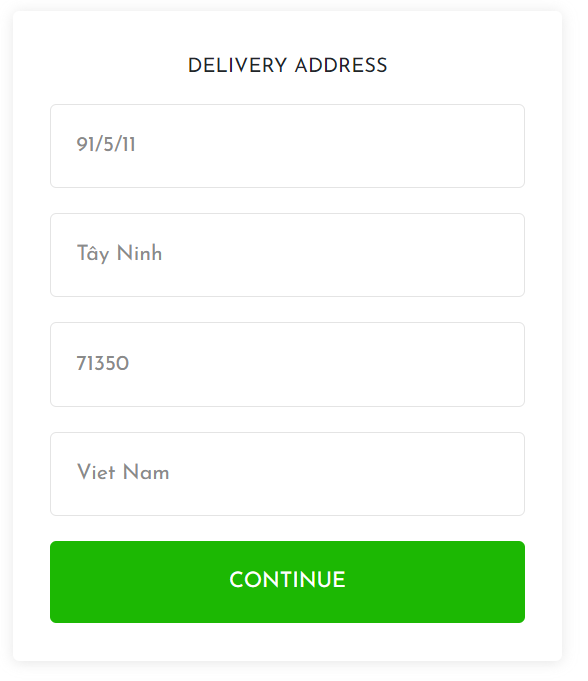 DELIVERY ADDRESS
91/5/11
Tây Ninh
71350
Viet Nam
CONTINUE